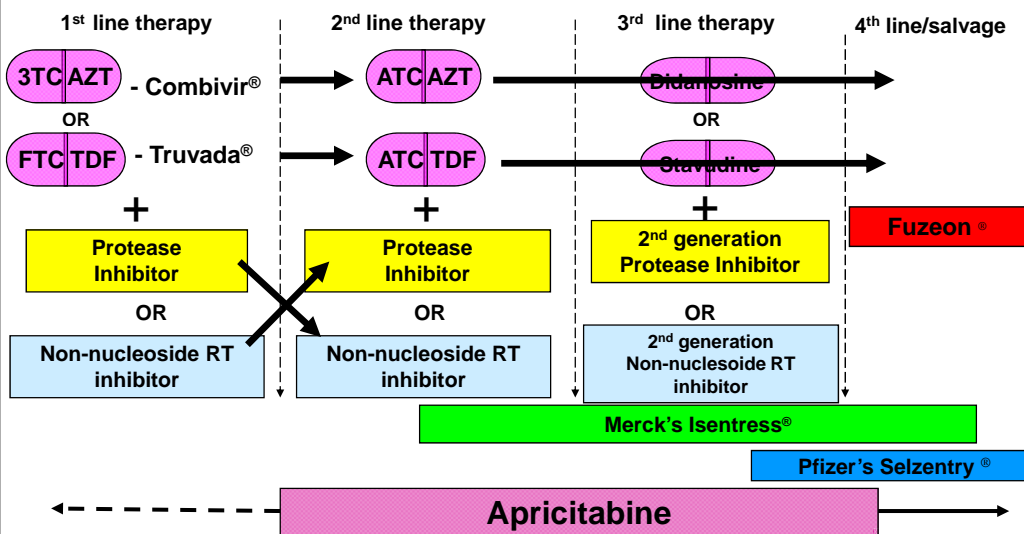 1st line therapy
2nd line therapy
3rd line therapy
4th line/salvage
3TC AZT - Combivir®
ATC AZT
Didanosine
OR
OR
FTC TDF - Truvada®
ATC TDF
Stavudine
+
+
+
Fuzeon ®
Protease
Inhibitor
Protease
Inhibitor
2nd generation
Protease Inhibitor
OR
OR
OR
Non-nucleoside RT
inhibitor
Non-nucleoside RT
inhibitor
2nd generation
Non-nuclesoide RT
inhibitor
Merck's Isentress®
Pfizer's Selzentry ®
Apricitabine